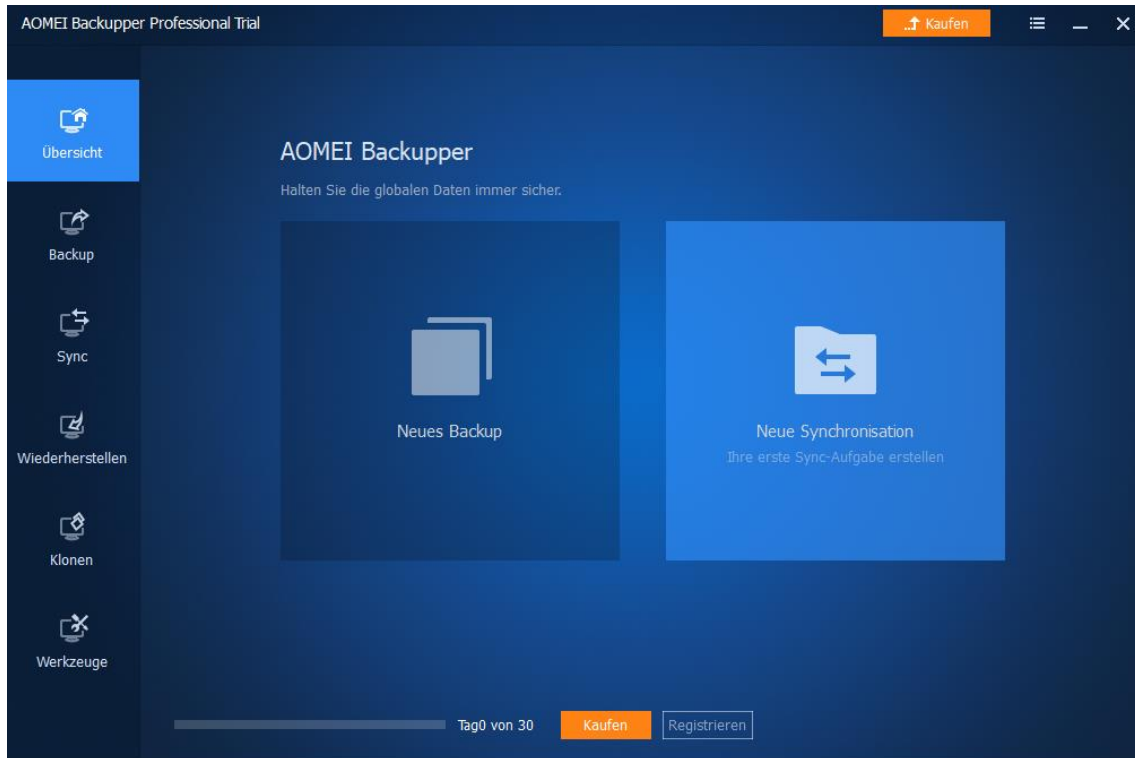 AOMEI Backupper Professional Trial
Kaufen
Übersicht
Backup
Sync
Wiederherstellen
Klonen
Werkzeuge
AOMEI Backupper
Halten Sie die globalen Daten immer sicher.
Neues Backup
Neue Synchronisation
Ihre erste Sync-Aufgabe erstellen
Tag0 von 30
Kaufen
Registrieren